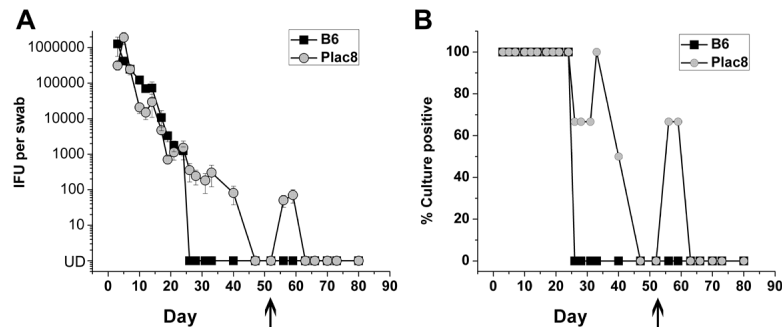 A
B
1000000
100000
10000
1000
100
10
UD
IFU per swab
B6
Plac8
0 10 20 30 40 50 60 70 80 90
Day
100
80
60
40
20
0
% Culture positive
B6
Plac8
0 10 20 30 40 50 60 70 80 90
Day